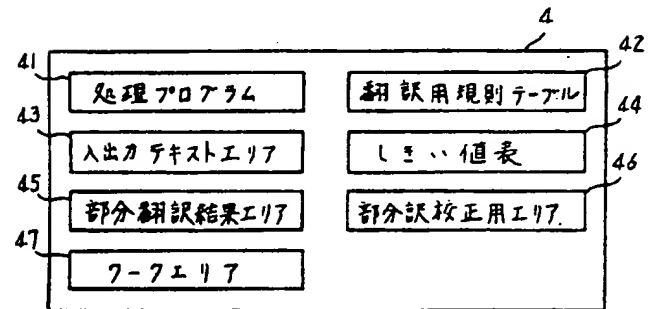 4
41
処理プログラム
42
翻訳用規則テーブル
43
入出力テキストエリア
44
しきい値表
45
部分翻訳結果エリア
46
部分訳校正用エリア
47
ワークエリア